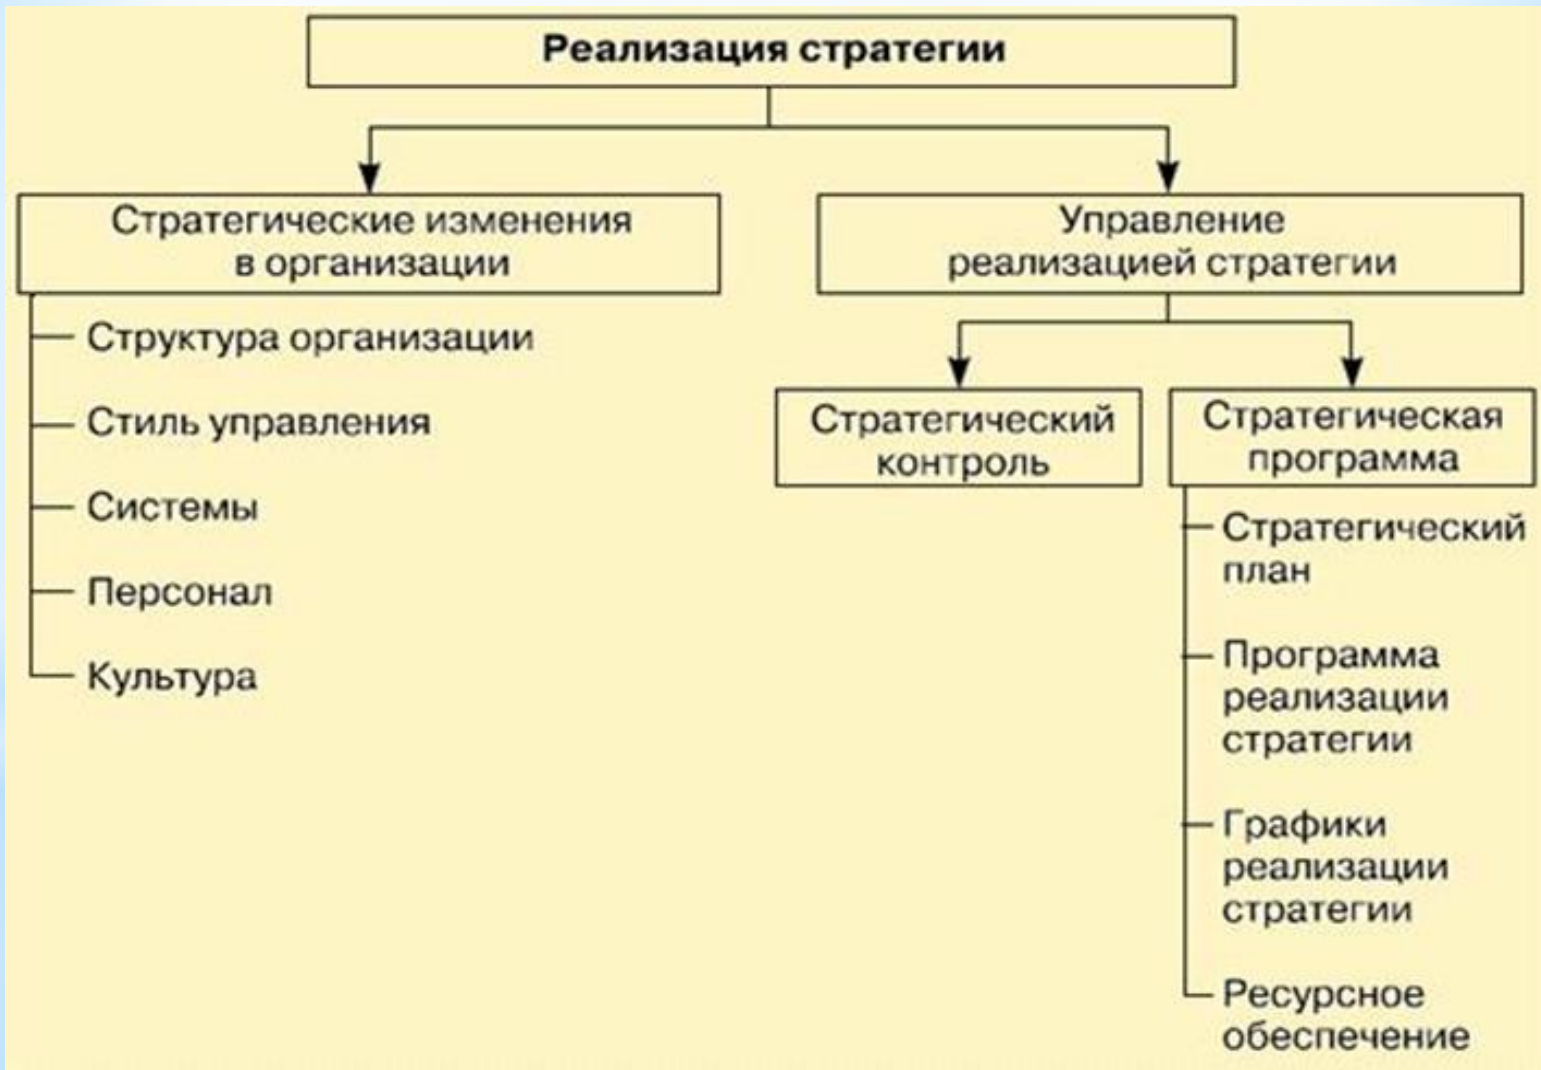 Реализация стратегии
Стратегические изменения
в организации
Структура организации
Стиль управления
Системы
Персонал
Культура
Управление
реализацией стратегии
Стратегический
контроль
Стратегическая
программа
Стратегический
план
Программа
реализации
стратегии
Графики
реализации
стратегии
Ресурсное
обеспечение